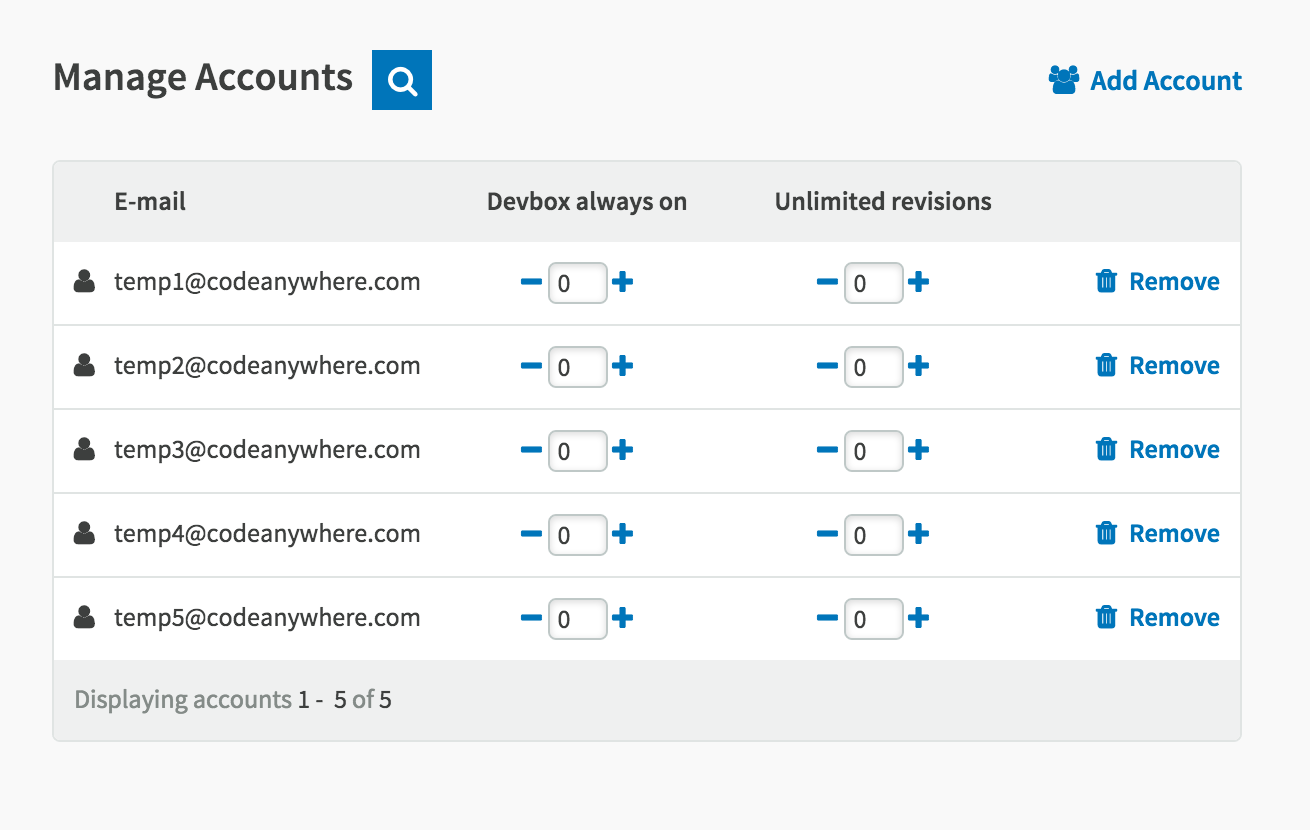 Manage Accounts Add Account
E-mail Devbox always on Unlimited revisions
temp1@codeanywhere.com 0 0 Remove
temp2@codeanywhere.com 0 0 Remove
temp3@codeanywhere.com 0 0 Remove
temp4@codeanywhere.com 0 0 Remove
temp5@codeanywhere.com 0 0 Remove
Displaying accounts 1 - 5 of 5